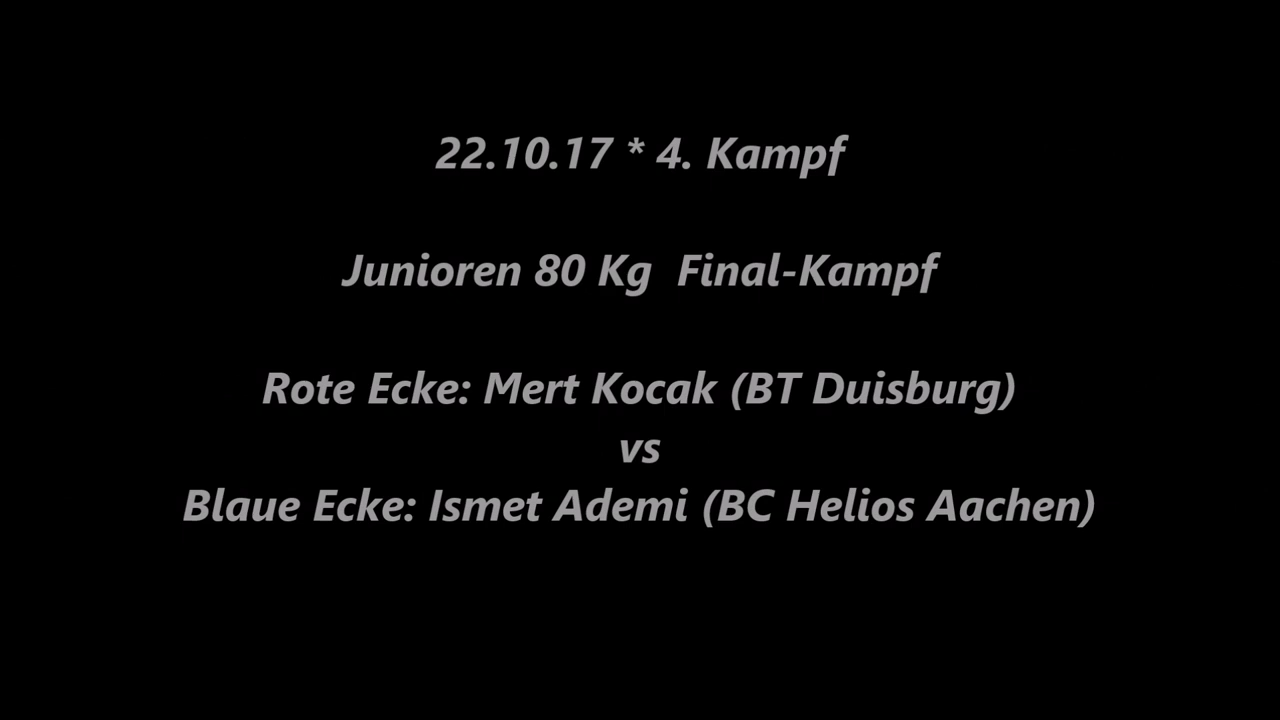 22.10.17 * 4. Kampf
Junioren 80 Kg  Final-Kampf
Rote Ecke: Mert Kocak (BT Duisburg)
vs
Blaue Ecke: Ismet Ademi (BC Helios Aachen)